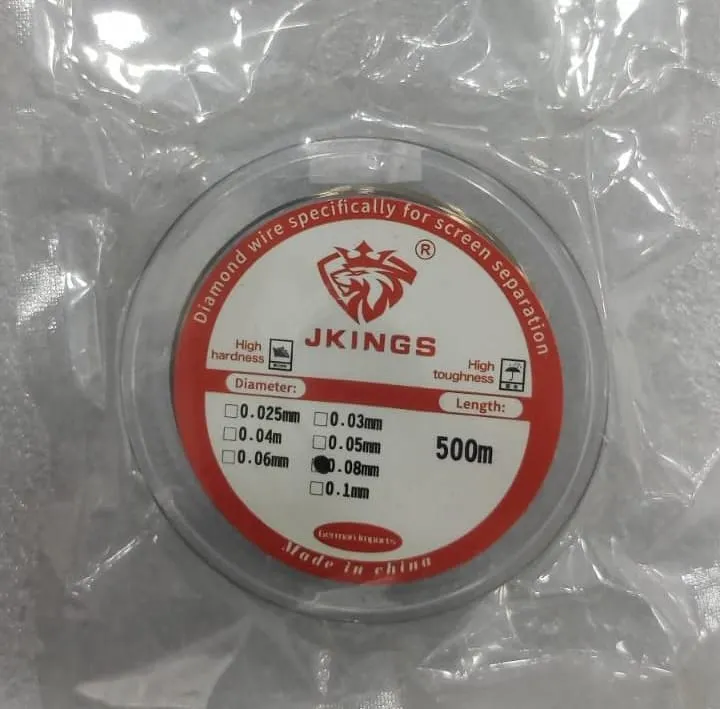 Diamond wire specifically for screen separation
®
JKINGS
High
hardness
High
toughness
Diameter:
Length:
□0.025mm □0.03mm
□0.04m □0.05mm
□0.06mm .08mm
□0.1mm
500m
German Imports
Made in china